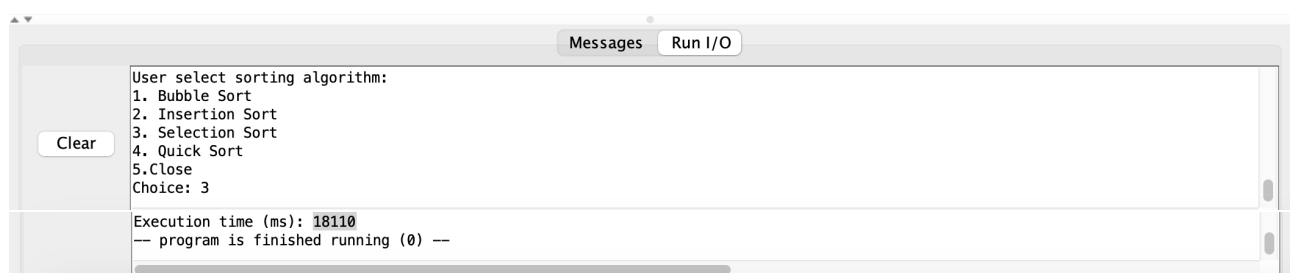 Messages Run I/O
User select sorting algorithm:
1. Bubble Sort
2. Insertion Sort
3. Selection Sort
Clear
4. Quick Sort
5.Close
Choice: 3
Execution time (ms): 18110
-- program is finished running (0) --